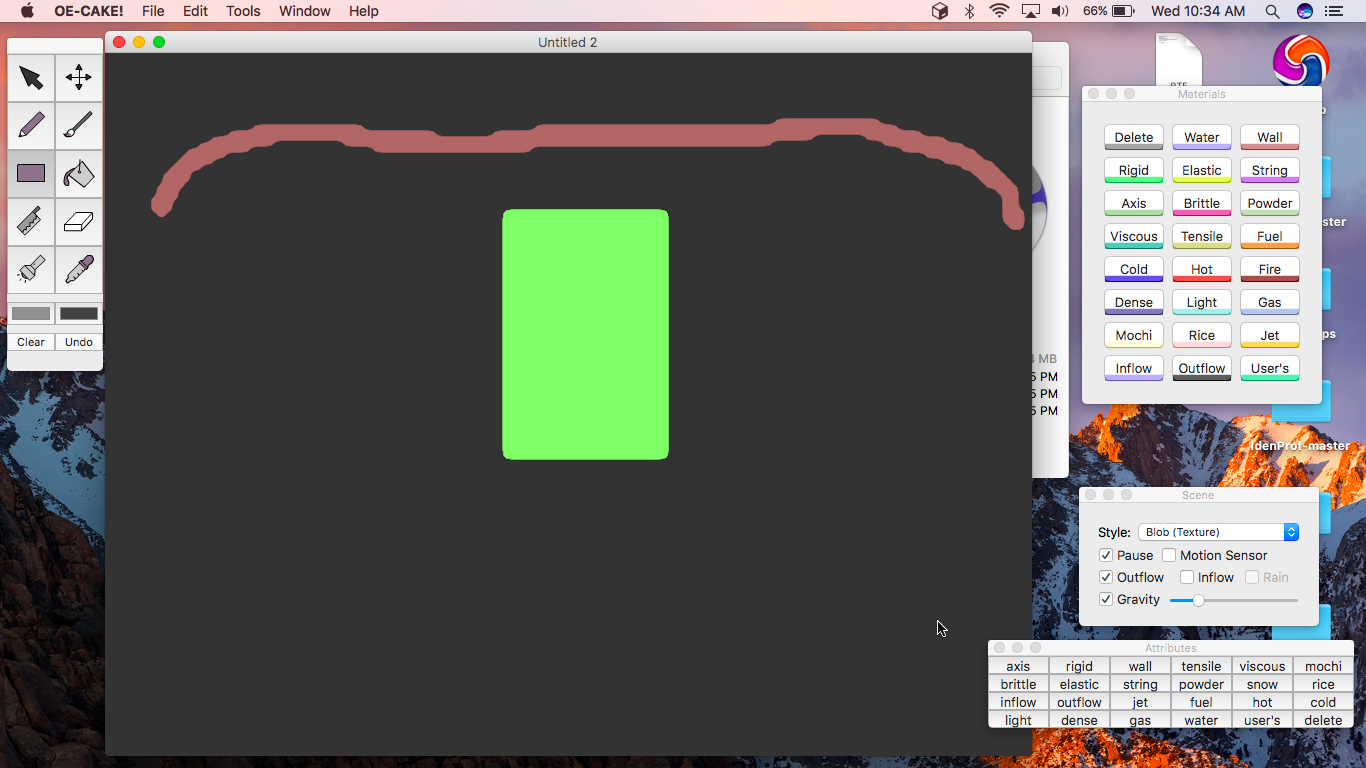 OE-CAKE! File Edit Tools Window Help 66% Wed 10:34 AM
Untitled 2
Clear Undo
MB
5 PM
5 PM
5 PM
ster
ps
IdenProf-master
Materials
Delete Water Wall
Rigid Elastic String
Axis Brittle Powder
Viscous Tensile Fuel
Cold Hot Fire
Dense Light Gas
Mochi Rice Jet
Inflow Outflow User's
Scene
Style: Blob (Texture)
Pause Motion Sensor
Outflow Inflow Rain
Gravity
Attributes
axis rigid wall tensile viscous mochi
brittle elastic string powder snow rice
inflow outflow jet fuel hot cold
light dense gas water user's delete